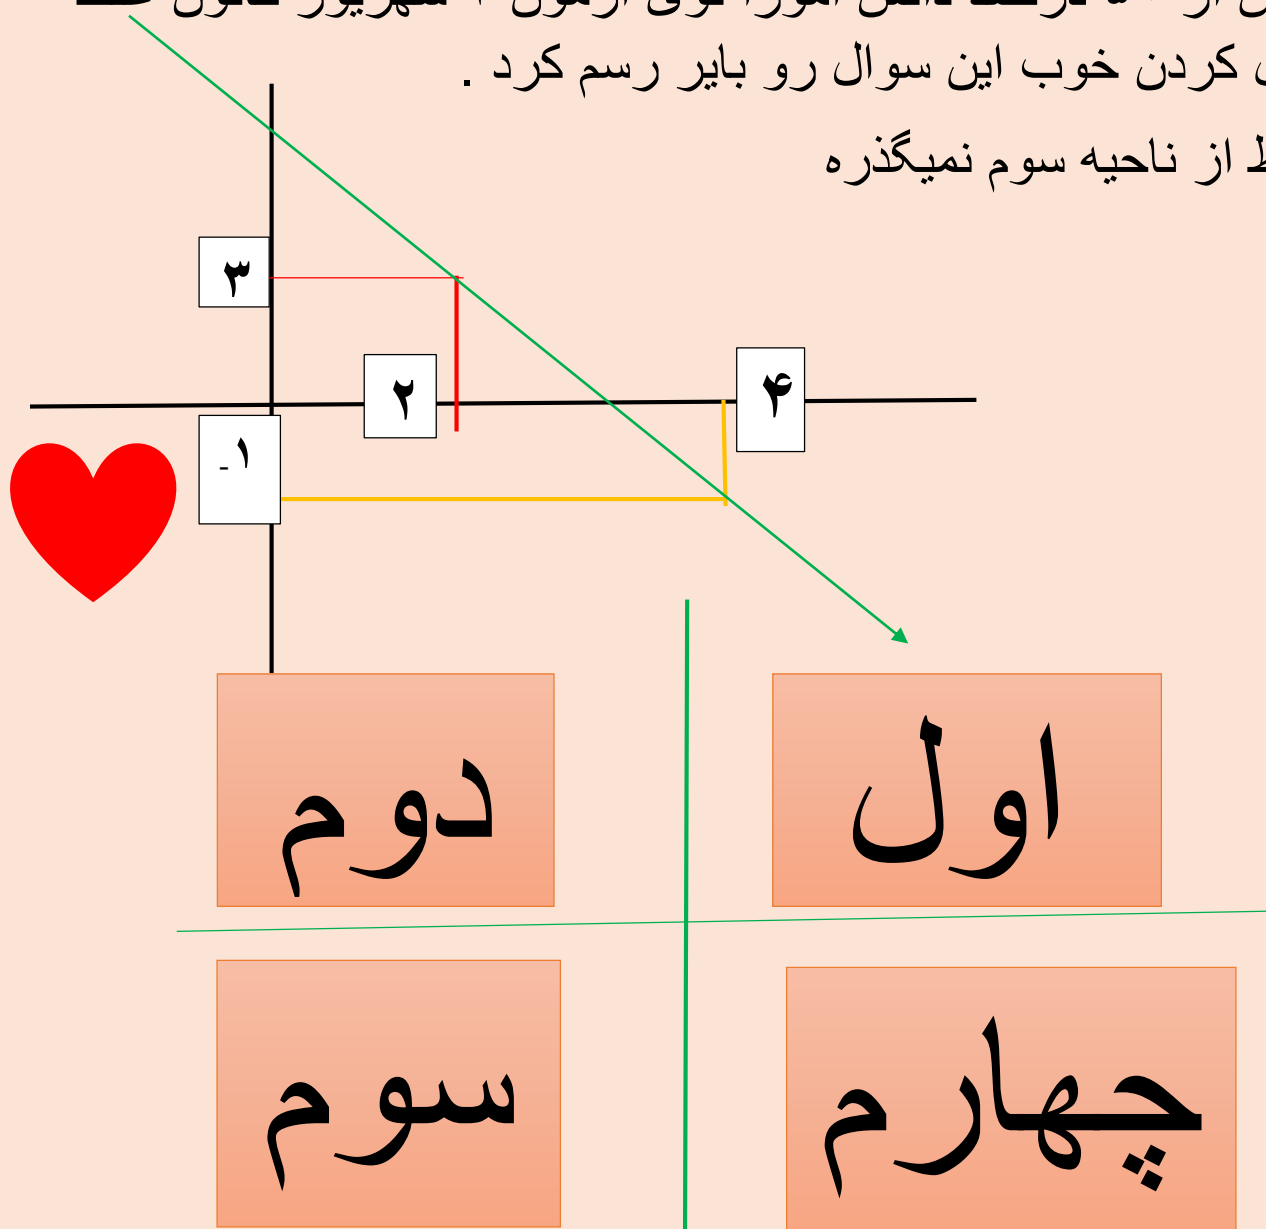 کردن خوب این سوال رو بایر رسم کرد .
از ناحیه سوم نمیگذره
۳
۲
۴
-۱
اول
دوم
سوم
چهارم